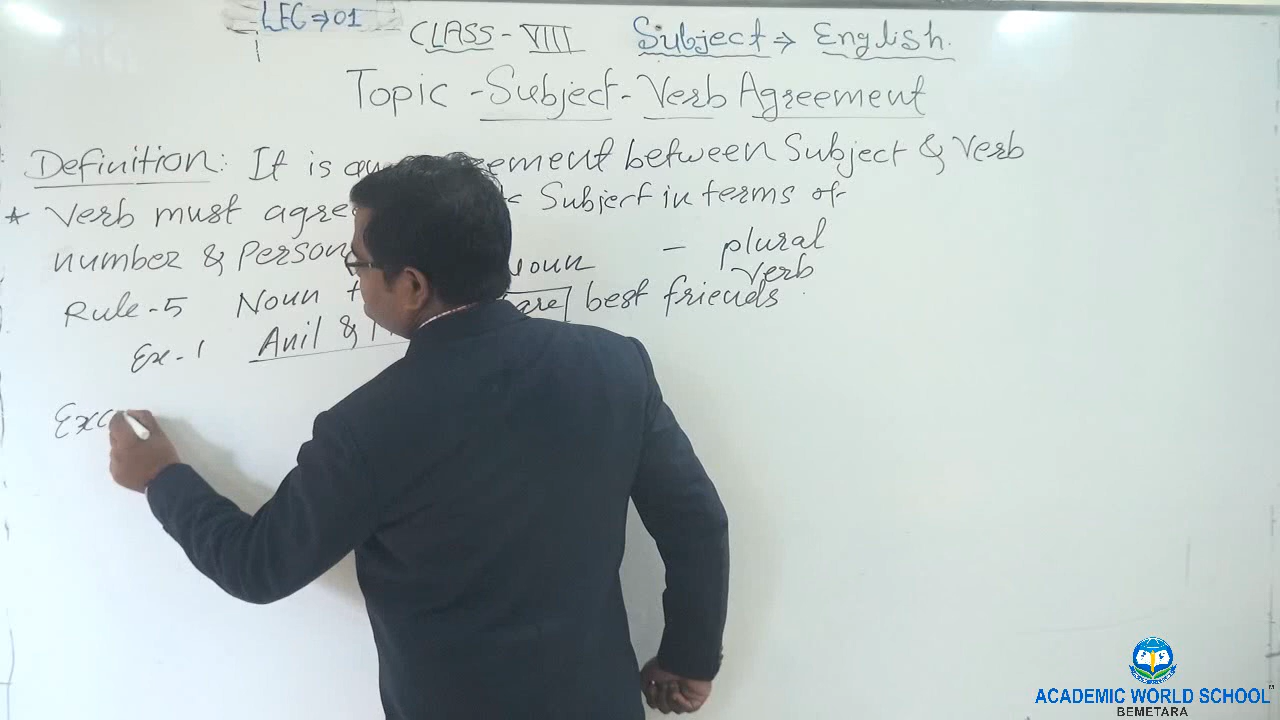 LEC ⇒ 01
CLASS - VIII Subject ⇒ English.
Topic - Subject - Verb Agreement
Definition: It is an agreement between Subject & Verb
* Verb must agree Subject in terms of
number & Person
Rule - 5 Noun + Noun - plural verb
Ex - 1 Anil & are best friends.
Exc
ACADEMIC WORLD SCHOOL
BEMETARA